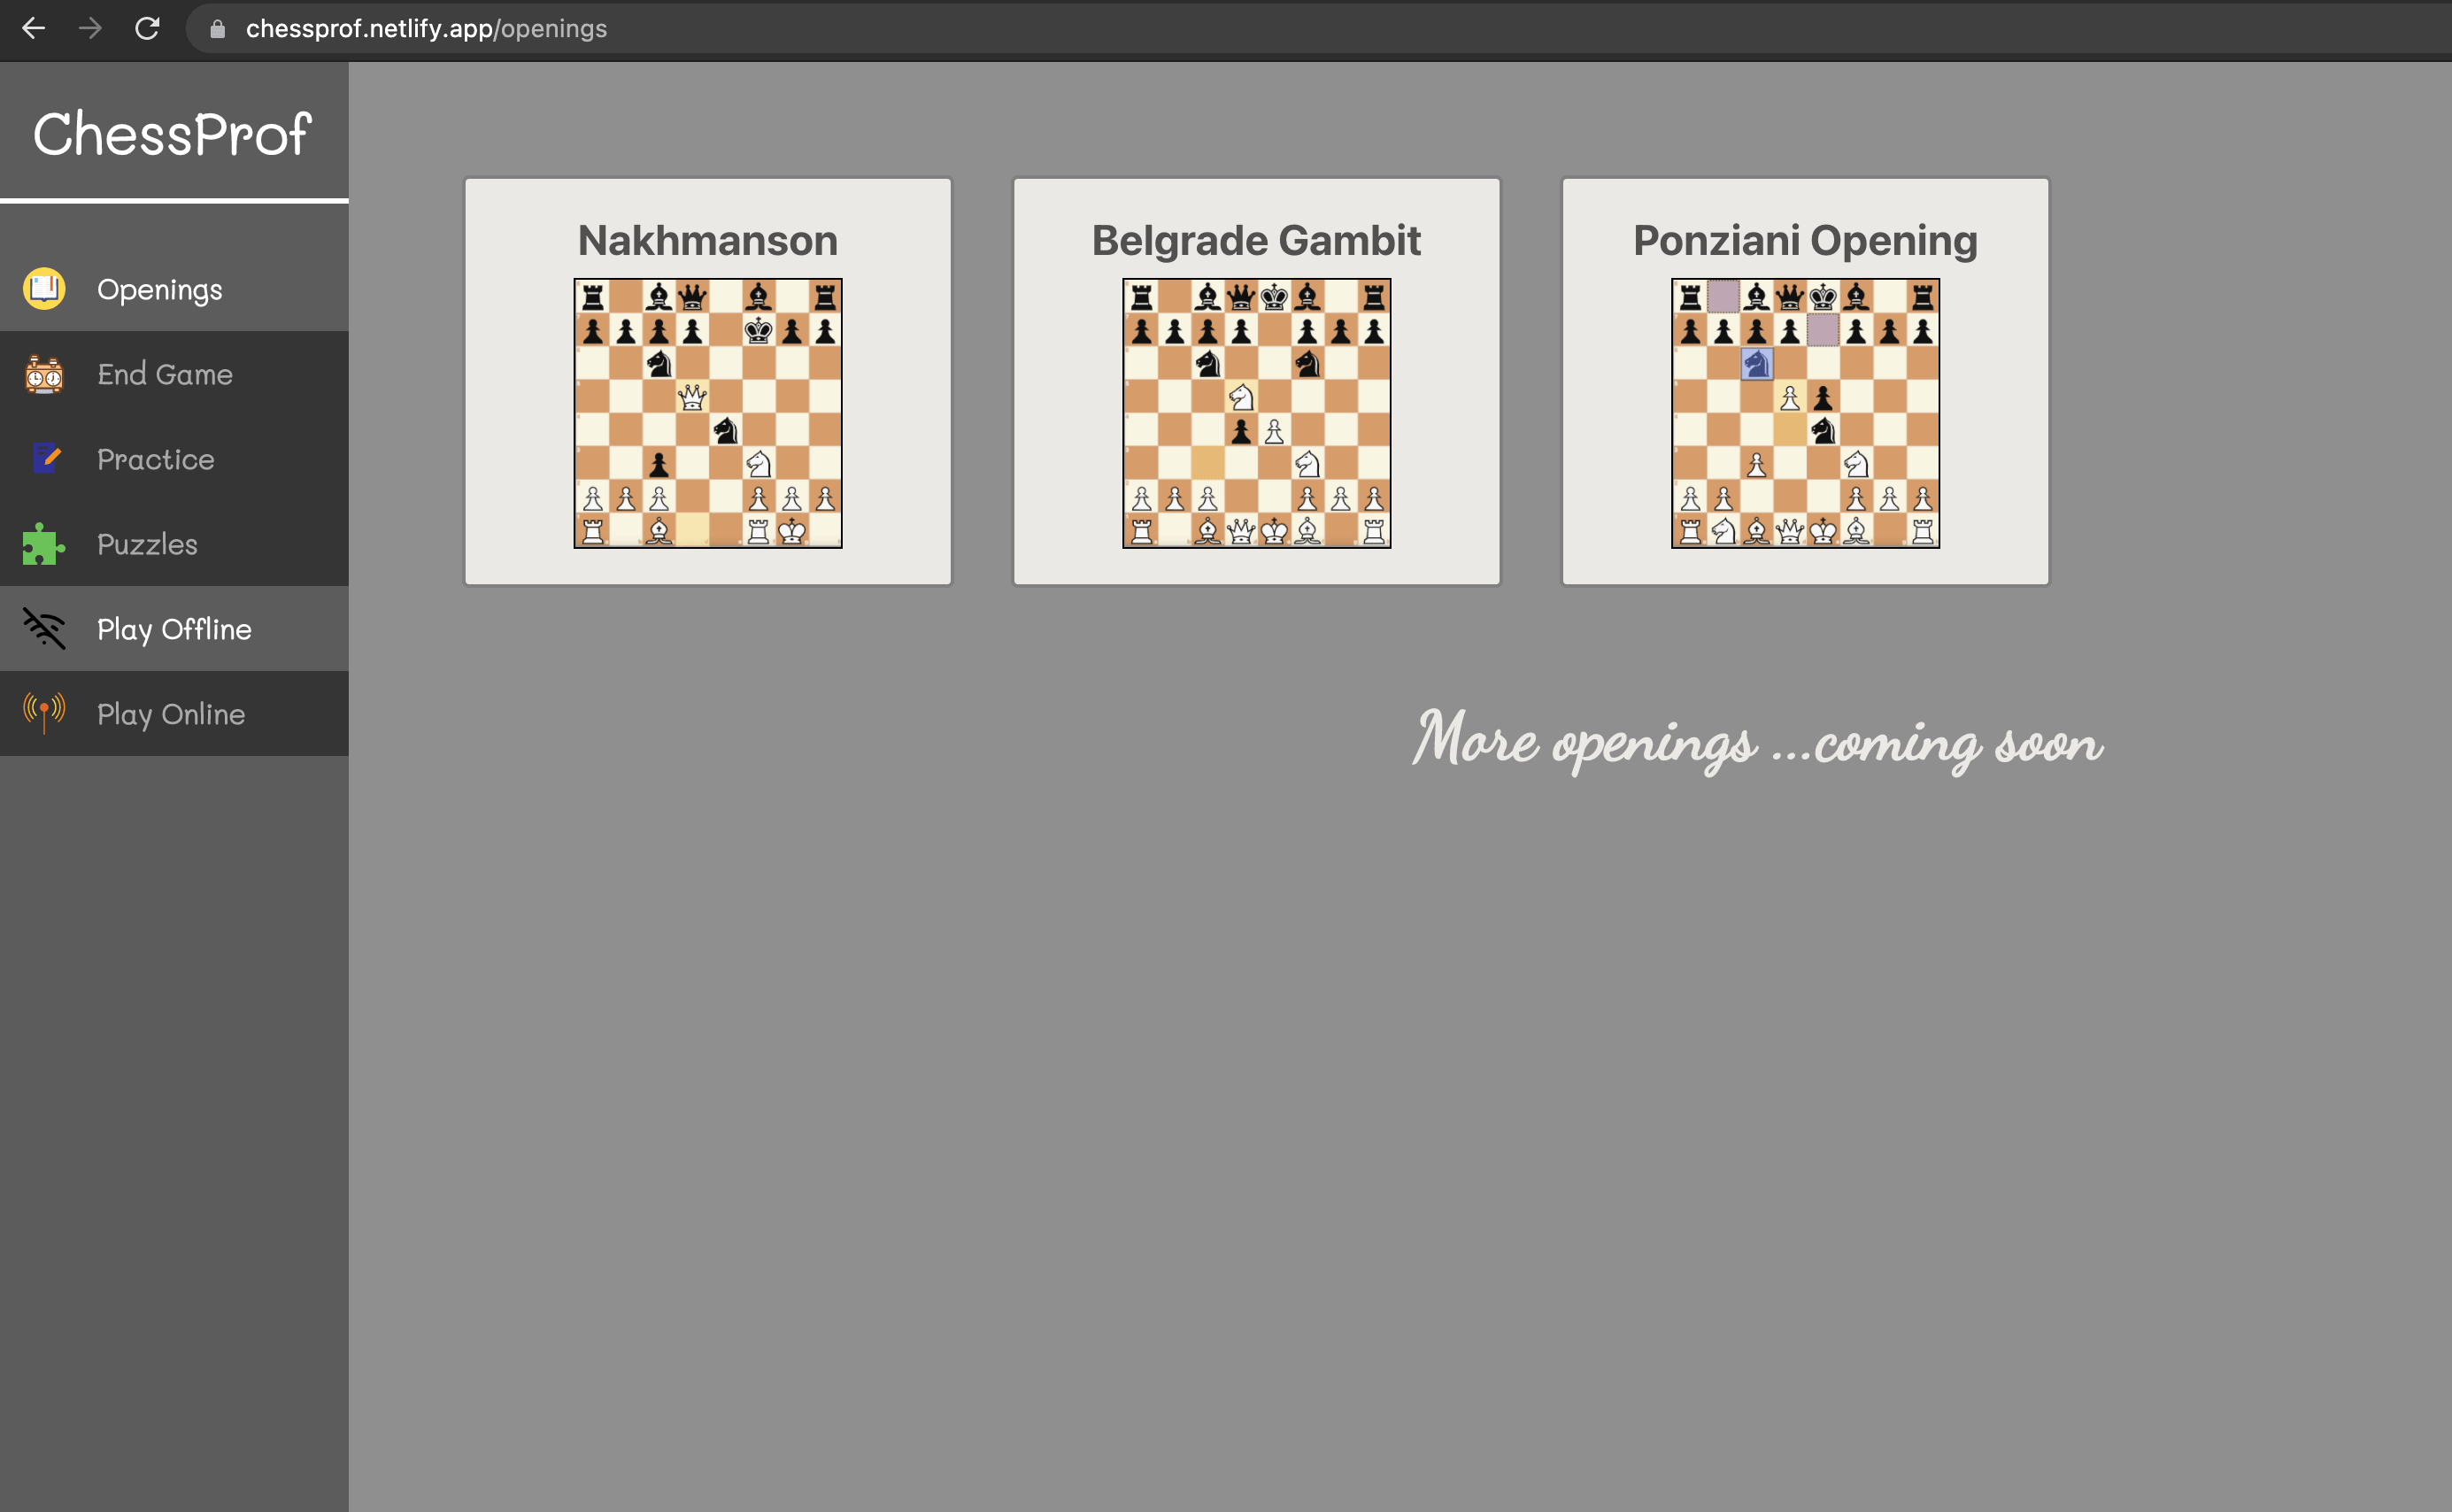 chessprof.netlify.app/openings
ChessProf
Openings
End Game
Practice
Puzzles
Play Offline
Play Online
Nakhmanson
Belgrade Gambit
Ponziani Opening
More openings ...coming soon